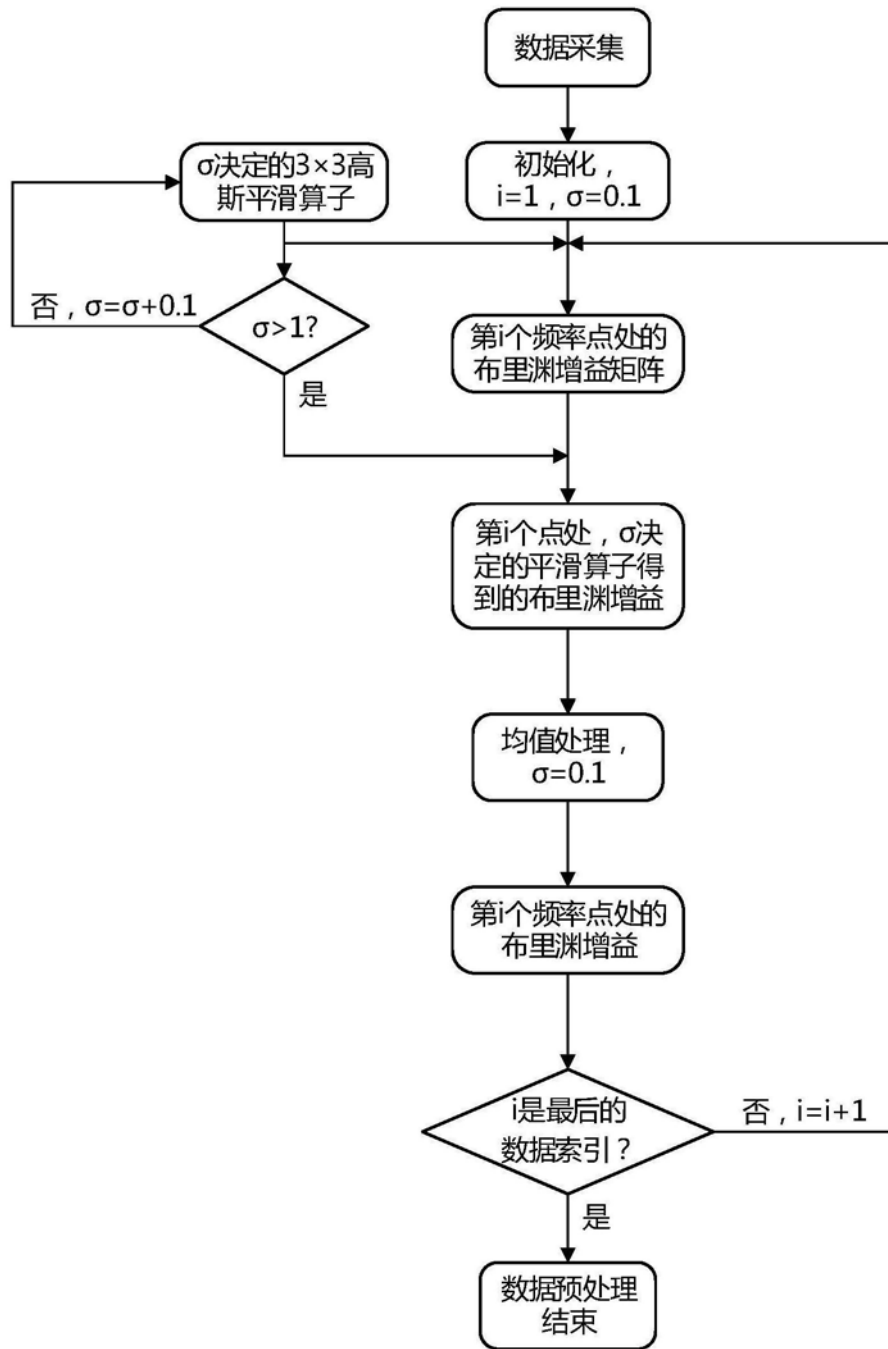 数据采集
初始化，
i=1，σ=0.1
σ决定的3×3高
斯平滑算子
否，σ=σ+0.1
σ>1?
是
第i个频率点处的
布里渊增益矩阵
第i个点处，σ决
定的平滑算子得
到的布里渊增益
均值处理，
σ=0.1
第i个频率点处的
布里渊增益
i是最后的
数据索引？
否，i=i+1
是
数据预处理
结束